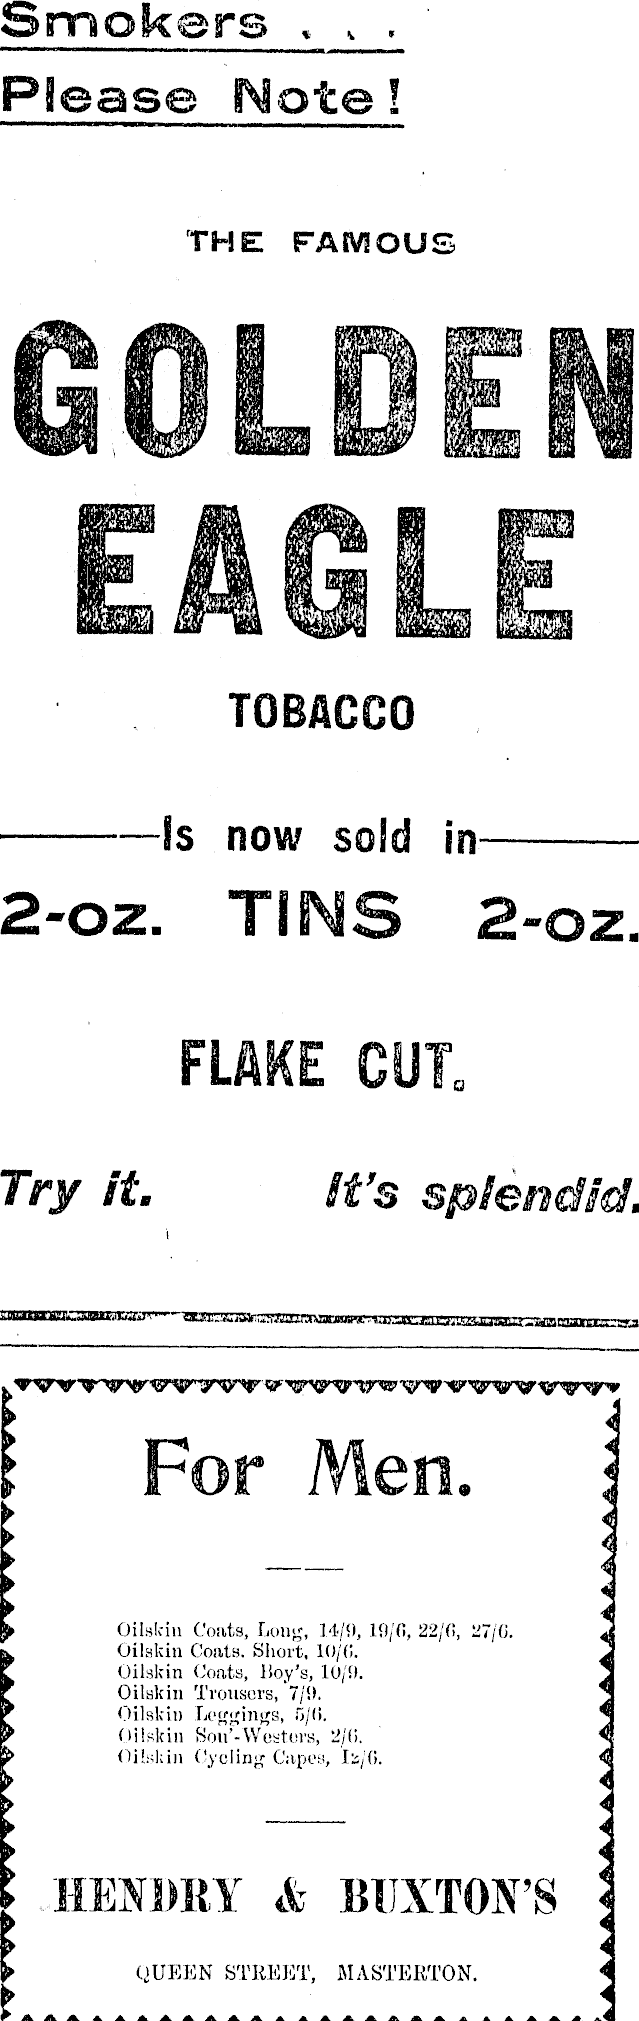 Smokers . . .
Please Note!
THE FAMOUS
GOLDEN
EAGLE
TOBACCO
Is now sold in
2-oz. TINS 2-oz.
FLAKE CUT.
Try it. It's splendid.
For Men.
Oilskin Coats, Long, 14/9, 19/6, 22/6, 27/6.
Oilskin Coats. Short, 10/6.
Oilskin Coats, Boy's, 10/9.
Oilskin Trousers, 7/9.
Oilskin Leggings, 5/6.
Oilskin Sou'-Westers, 2/6.
Oilskin Cycling Capes, 12/6.
HENDRY & BUXTON'S
QUEEN STREET, MASTERTON.